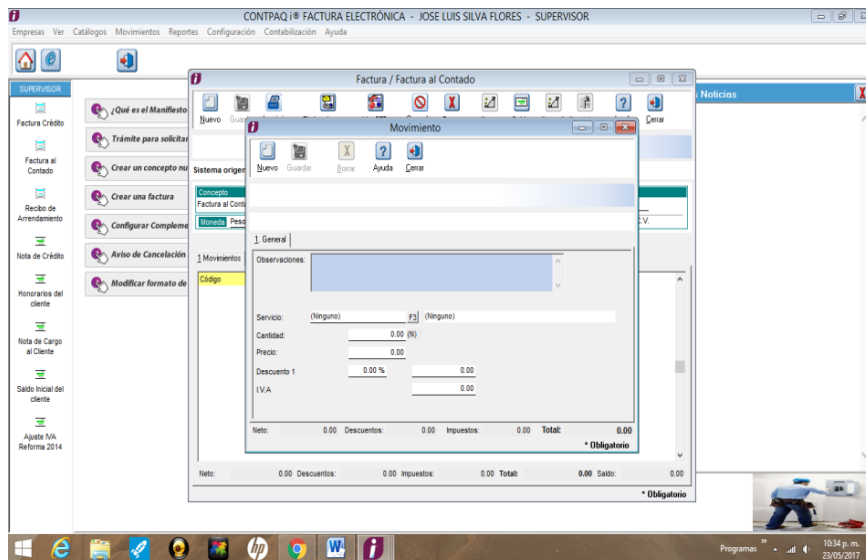 CONTPAQ i® FACTURA ELECTRÓNICA - JOSE LUIS SILVA FLORES - SUPERVISOR
Empresas Ver Catálogos Movimientos Reportes Configuración Contabilización Ayuda
SUPERVISOR
Factura Crédito
Factura al
Contado
Recibo de
Arrendamiento
Nota de Crédito
Honorarios del
cliente
Nota de Cargo
al Cliente
Saldo Inicial del
cliente
Ajuste IVA
Reforma 2014
¿Qué es el Manifiesto
Trámite para solicitar
Crear un concepto nu
Crear una factura
Configurar Compleme
Aviso de Cancelación
Modificar formato de
Noticias
Factura / Factura al Contado
Nuevo Gua Cerrar
Sistema origen
Concepto
Factura al Conta
Moneda Peso
C.V.
1 Movimientos
Código
Movimiento
Nuevo Guardar Borrar Ayuda Cerrar
1. General
Observaciones:
Servicio: (Ninguno) F3 (Ninguno)
Cantidad: 0.00 (N)
Precio: 0.00
Descuento 1 0.00 % 0.00
I.V.A 0.00
Neto: 0.00 Descuentos: 0.00 Impuestos: 0.00 Total: 0.00
* Obligatorio
Neto: 0.00 Descuentos: 0.00 Impuestos: 0.00 Total: 0.00 Saldo: 0.00
* Obligatorio
Programas
10:34 p. m.
23/05/2017